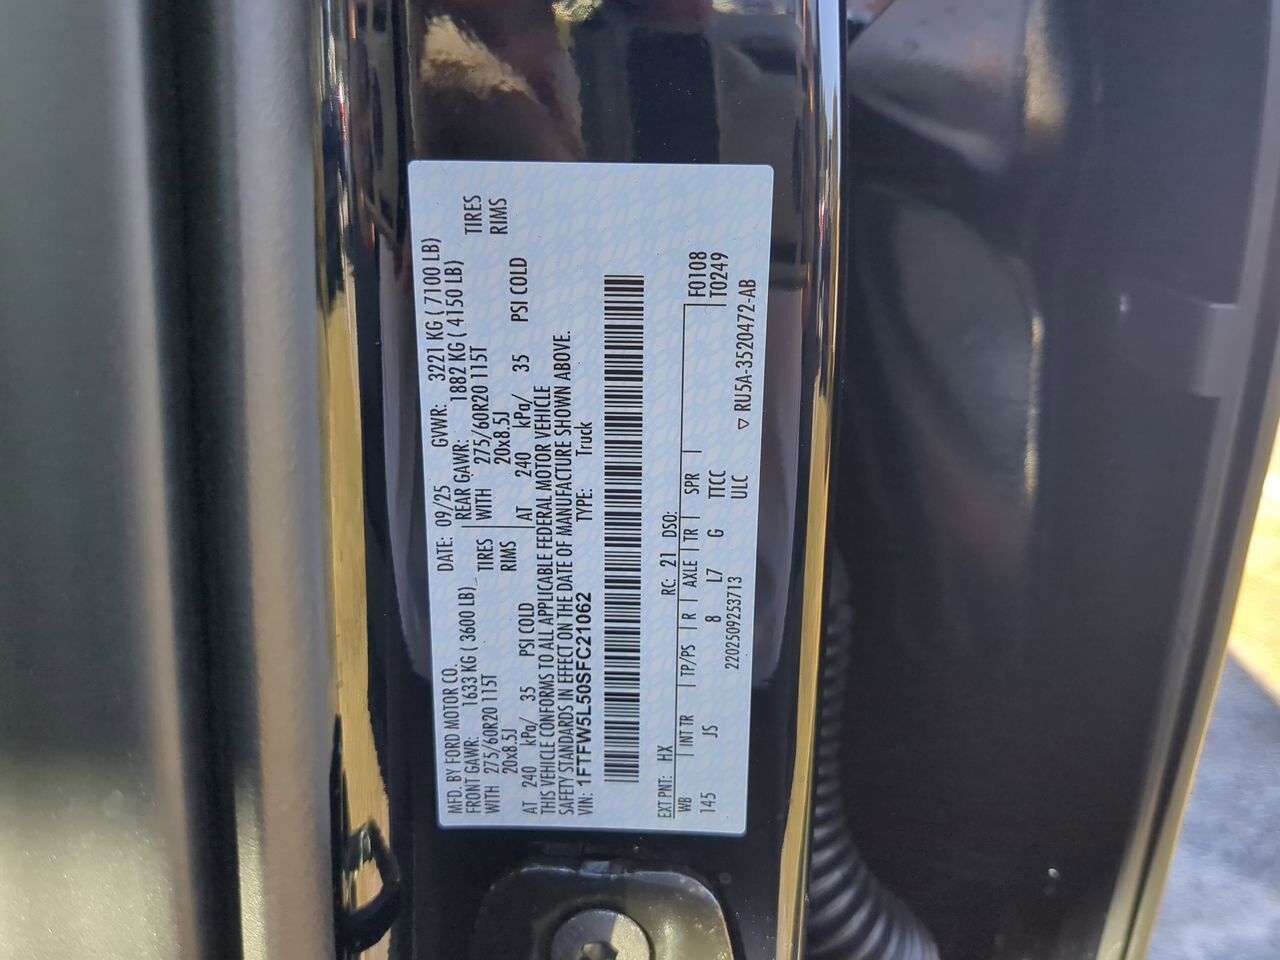 MFD. BY FORD MOTOR CO. DATE: 09/25 GVWR: 3221 KG ( 7100 LB)
FRONT GAWR: 1633 KG ( 3600 LB) REAR GAWR: 1882 KG ( 4150 LB)
WITH 275/60R20 115T TIRES WITH 275/60R20 115T TIRES
20x8.5J RIMS 20x8.5J RIMS
AT 240 kPa/ 35 PSI COLD AT 240 kPa/ 35 PSI COLD
THIS VEHICLE CONFORMS TO ALL APPLICABLE FEDERAL MOTOR VEHICLE
SAFETY STANDARDS IN EFFECT ON THE DATE OF MANUFACTURE SHOWN ABOVE.
VIN: 1FTFW5L50SFC21062 TYPE: Truck
EXT PNT: HX RC: 21 DSO:
WB INT TR TP/PS R AXLE TR SPR F0108
145 JS 8 L7 G TTCC T0249
2202509253713 ULC ▽ RU5A-3520472-AB